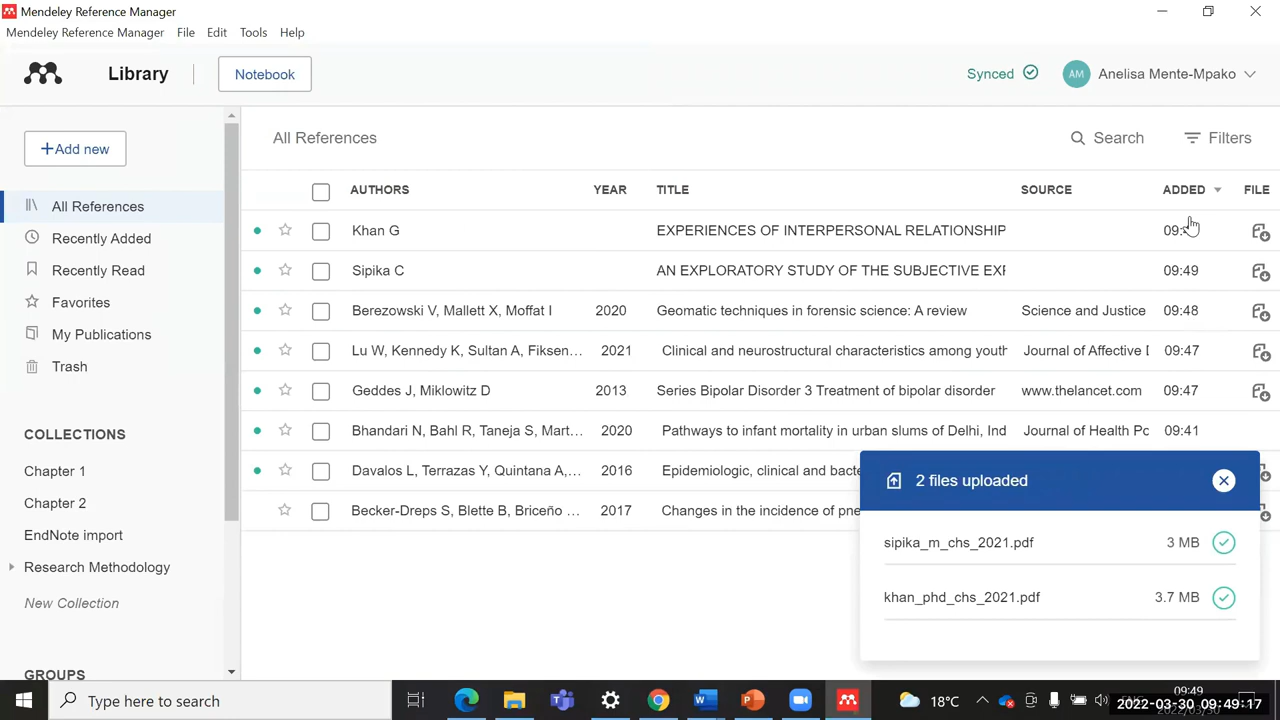 Mendeley Reference Manager
Mendeley Reference Manager File Edit Tools Help
Library Notebook Synced AM Anelisa Mente-Mpako
+Add new All References Search Filters
AUTHORS YEAR TITLE SOURCE ADDED FILE
All References
Recently Added
Recently Read
Favorites
My Publications
Trash
COLLECTIONS
Chapter 1
Chapter 2
EndNote import
Research Methodology
New Collection
GROUPS
Khan G EXPERIENCES OF INTERPERSONAL RELATIONSHIP
Sipika C AN EXPLORATORY STUDY OF THE SUBJECTIVE 09:49
Berezowski V, Mallett X, Moffat I 2020 Geomatic techniques in forensic science: A review Science and Justice 09:48
Lu W, Kennedy K, Sultan A, Fiksen... 2021 Clinical and neurostructural characteristics among youth Journal of Affective 09:47
Geddes J, Miklowitz D 2013 Series Bipolar Disorder 3 Treatment of bipolar disorder www.thelancet.com 09:47
Bhandari N, Bahl R, Taneja S, Mart... 2020 Pathways to infant mortality in urban slums of Delhi, Ind Journal of Health Po 09:41
Davalos L, Terrazas Y, Quintana A,... 2016 Epidemiologic, clinical and bacte
Becker-Dreps S, Blette B, Briceño ... 2017 Changes in the incidence of pne
2 files uploaded
sipika_m_chs_2021.pdf 3 MB
khan_phd_chs_2021.pdf 3.7 MB
Type here to search 18°C 09:49
2022-03-30 09:49:17